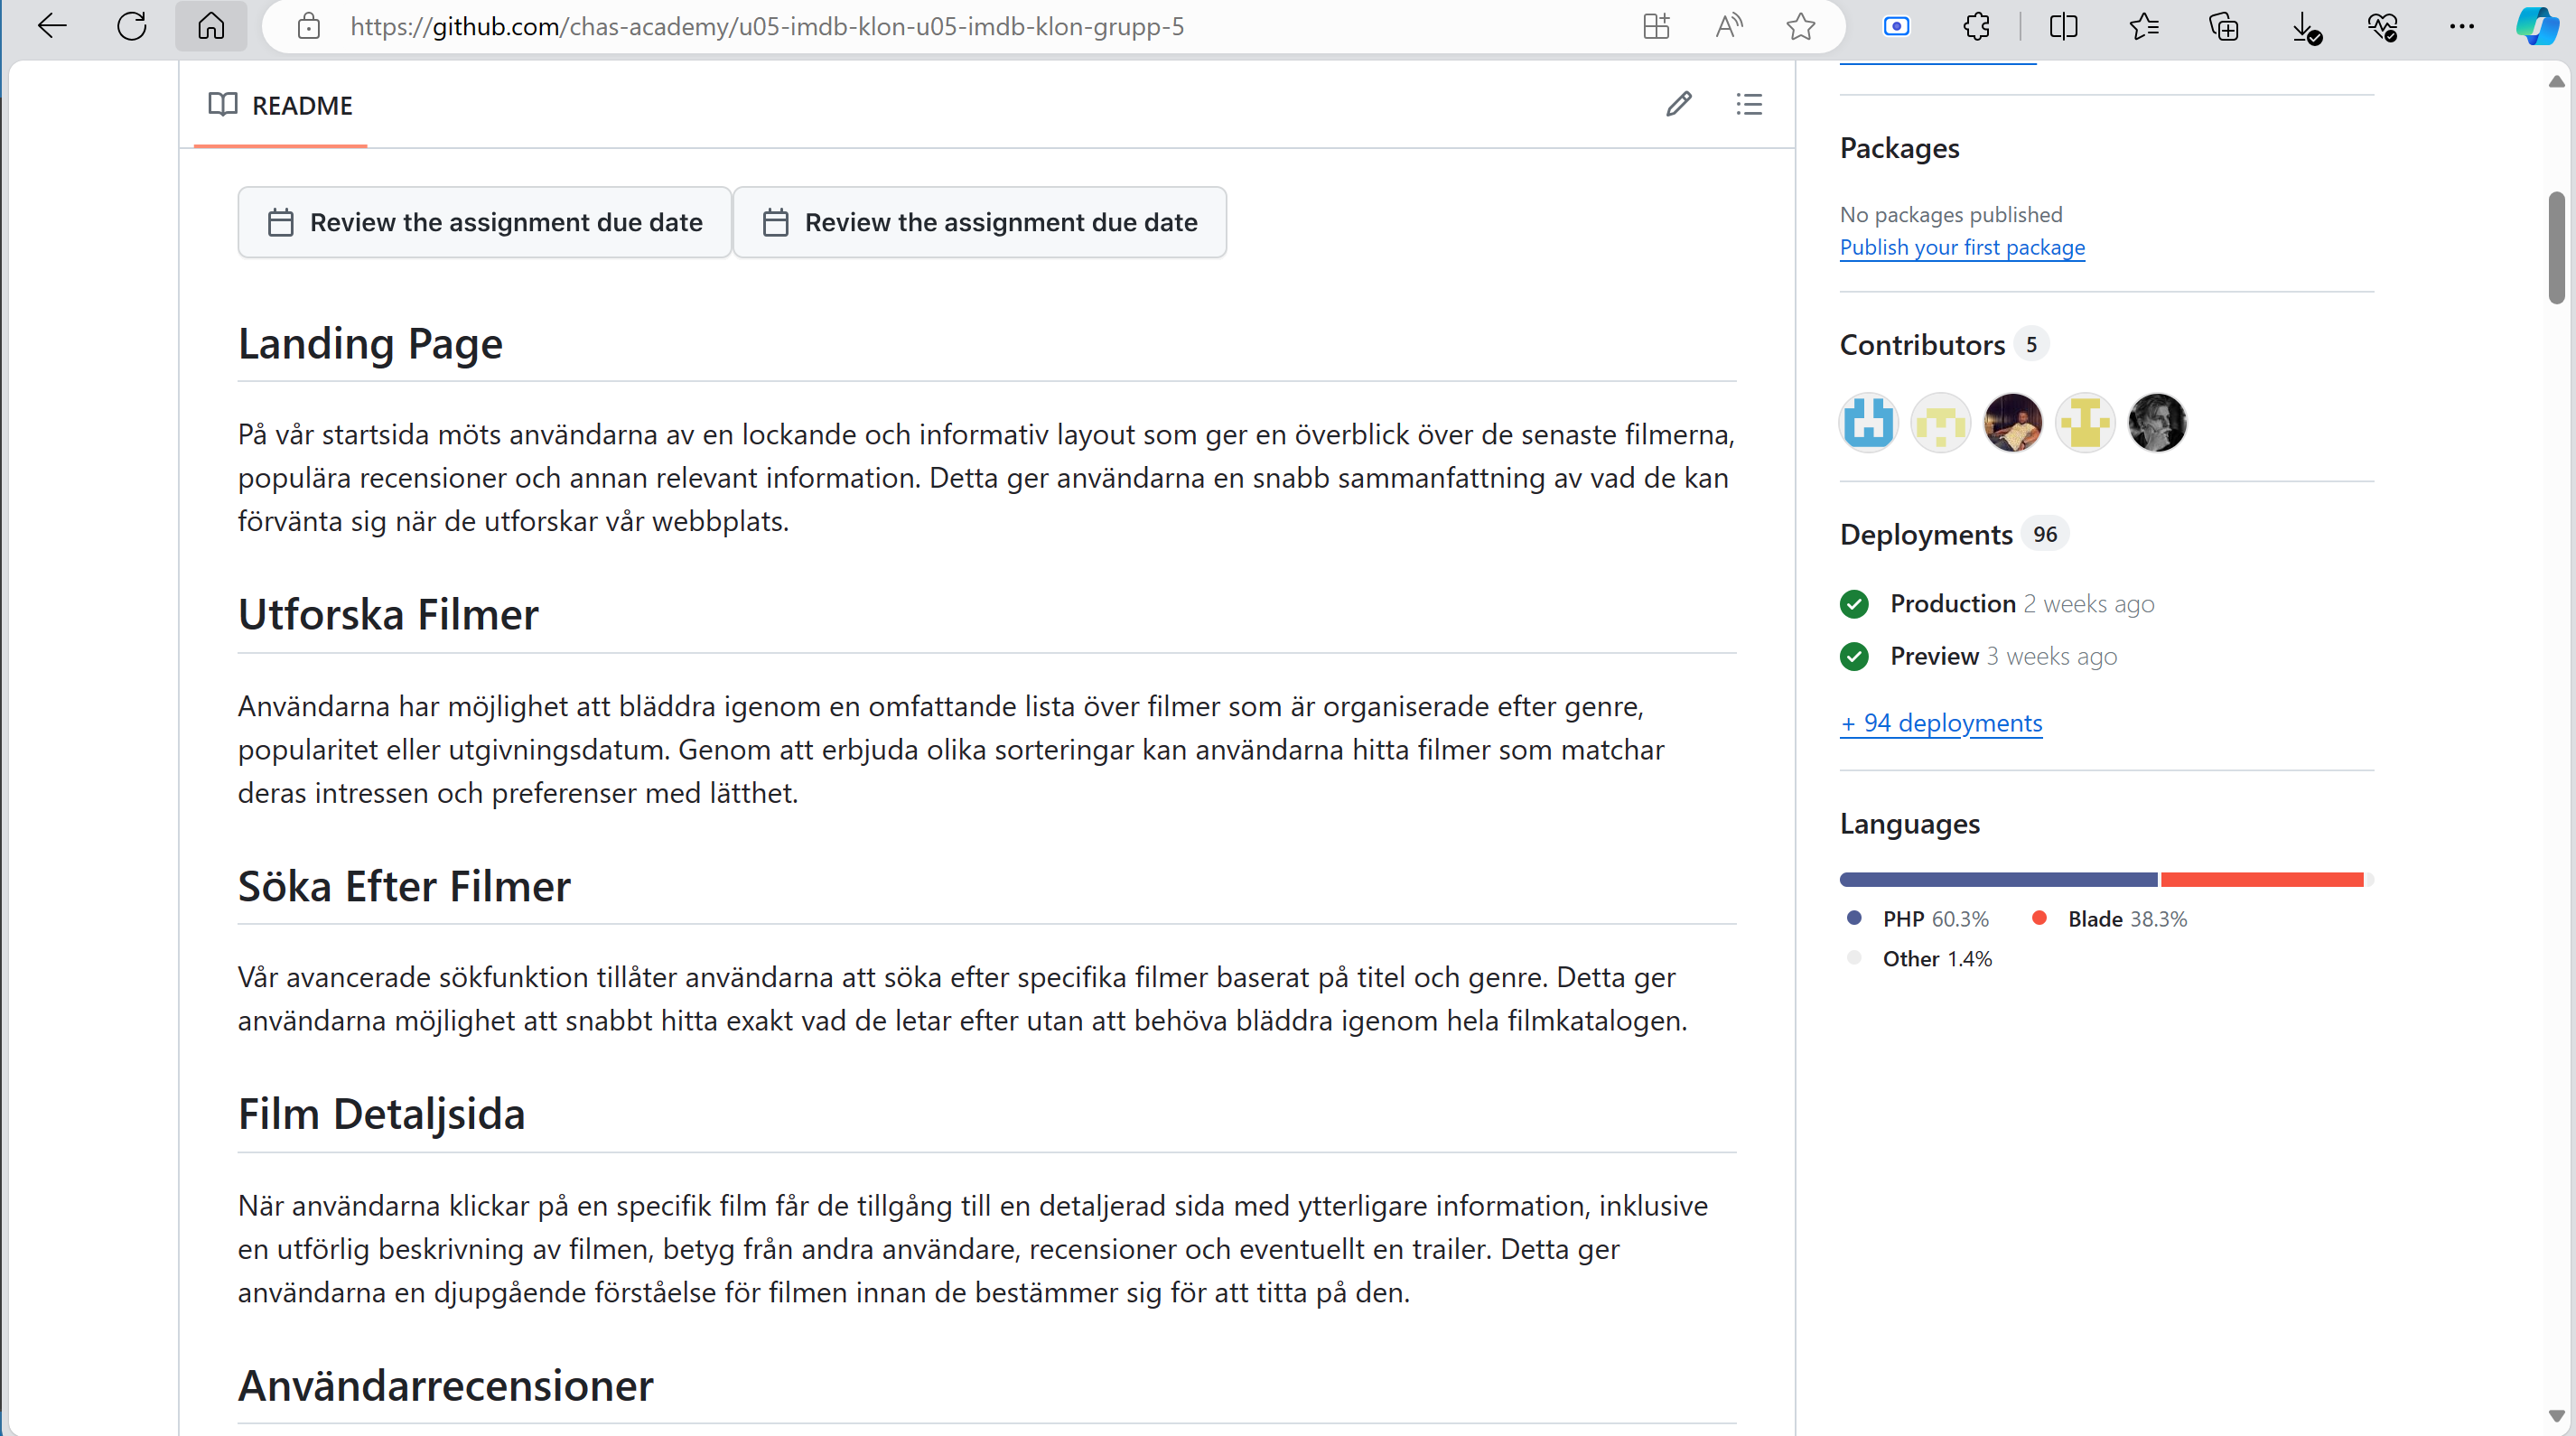 https://github.com/chas-academy/u05-imdb-klon-u05-imdb-klon-grupp-5
README
Review the assignment due date
Review the assignment due date
Landing Page
På vår startsida möts användarna av en lockande och informativ layout som ger en överblick över de senaste filmerna,
populära recensioner och annan relevant information. Detta ger användarna en snabb sammanfattning av vad de kan
förvänta sig när de utforskar vår webbplats.
Utforska Filmer
Användarna har möjlighet att bläddra igenom en omfattande lista över filmer som är organiserade efter genre,
popularitet eller utgivningsdatum. Genom att erbjuda olika sorteringar kan användarna hitta filmer som matchar
deras intressen och preferenser med lätthet.
Söka Efter Filmer
Vår avancerade sökfunktion tillåter användarna att söka efter specifika filmer baserat på titel och genre. Detta ger
användarna möjlighet att snabbt hitta exakt vad de letar efter utan att behöva bläddra igenom hela filmkatalogen.
Film Detaljsida
När användarna klickar på en specifik film får de tillgång till en detaljerad sida med ytterligare information, inklusive
en utförlig beskrivning av filmen, betyg från andra användare, recensioner och eventuellt en trailer. Detta ger
användarna en djupgående förståelse för filmen innan de bestämmer sig för att titta på den.
Användarrecensioner
Packages
No packages published
Publish your first package
Contributors 5
Deployments 96
Production 2 weeks ago
Preview 3 weeks ago
+ 94 deployments
Languages
PHP 60.3% Blade 38.3%
Other 1.4%